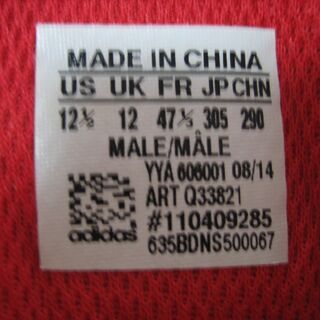 MADE IN CHINA
US UK FR JP CHN
12½ 12 47⅓ 305 290
MALE/MÂLE
YYA 606001 08/14
ART Q33821
#110409285
adidas 635BDNS500067